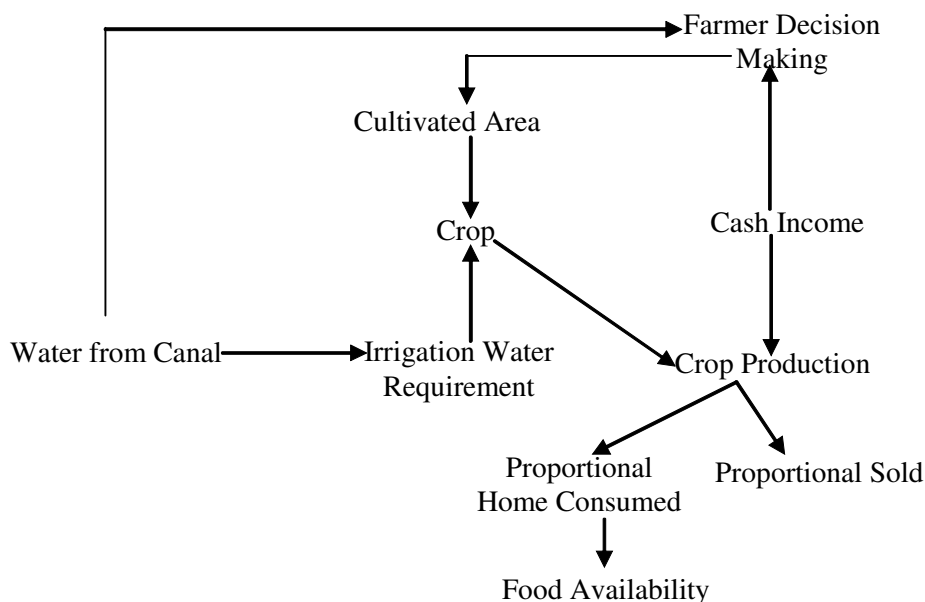 Farmer Decision
Making
Cultivated Area
Cash Income
Crop
Water from Canal
Irrigation Water
Requirement
Crop Production
Proportional
Home Consumed
Proportional Sold
Food Availability